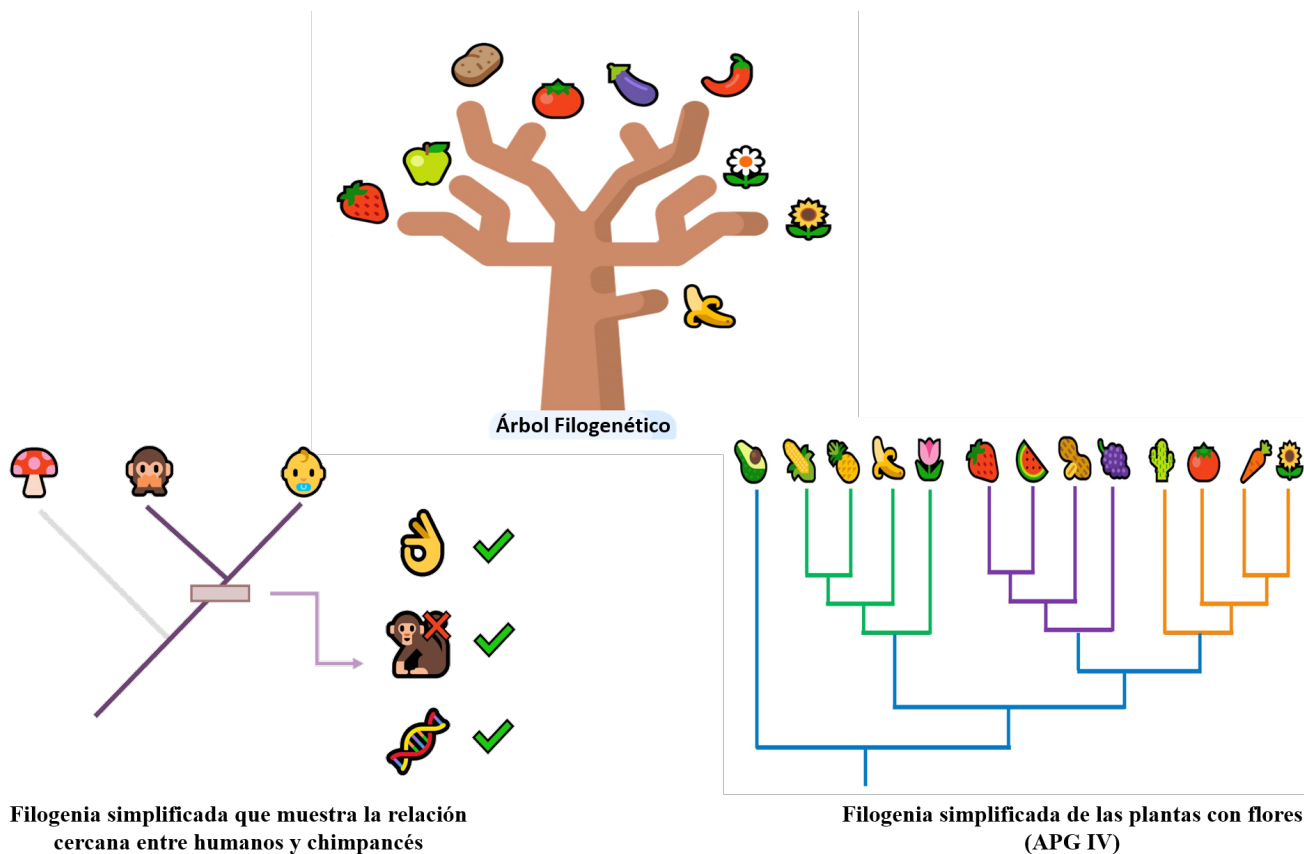 Árbol Filogenético
Filogenia simplificada que muestra la relación
cercana entre humanos y chimpancés
Filogenia simplificada de las plantas con flores
(APG IV)